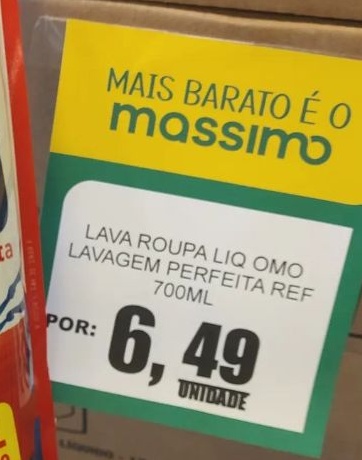 MAIS BARATO É O
massimo
LAVA ROUPA LIQ OMO
LAVAGEM PERFEITA REF
700ML
POR: 6,49
UNIDADE